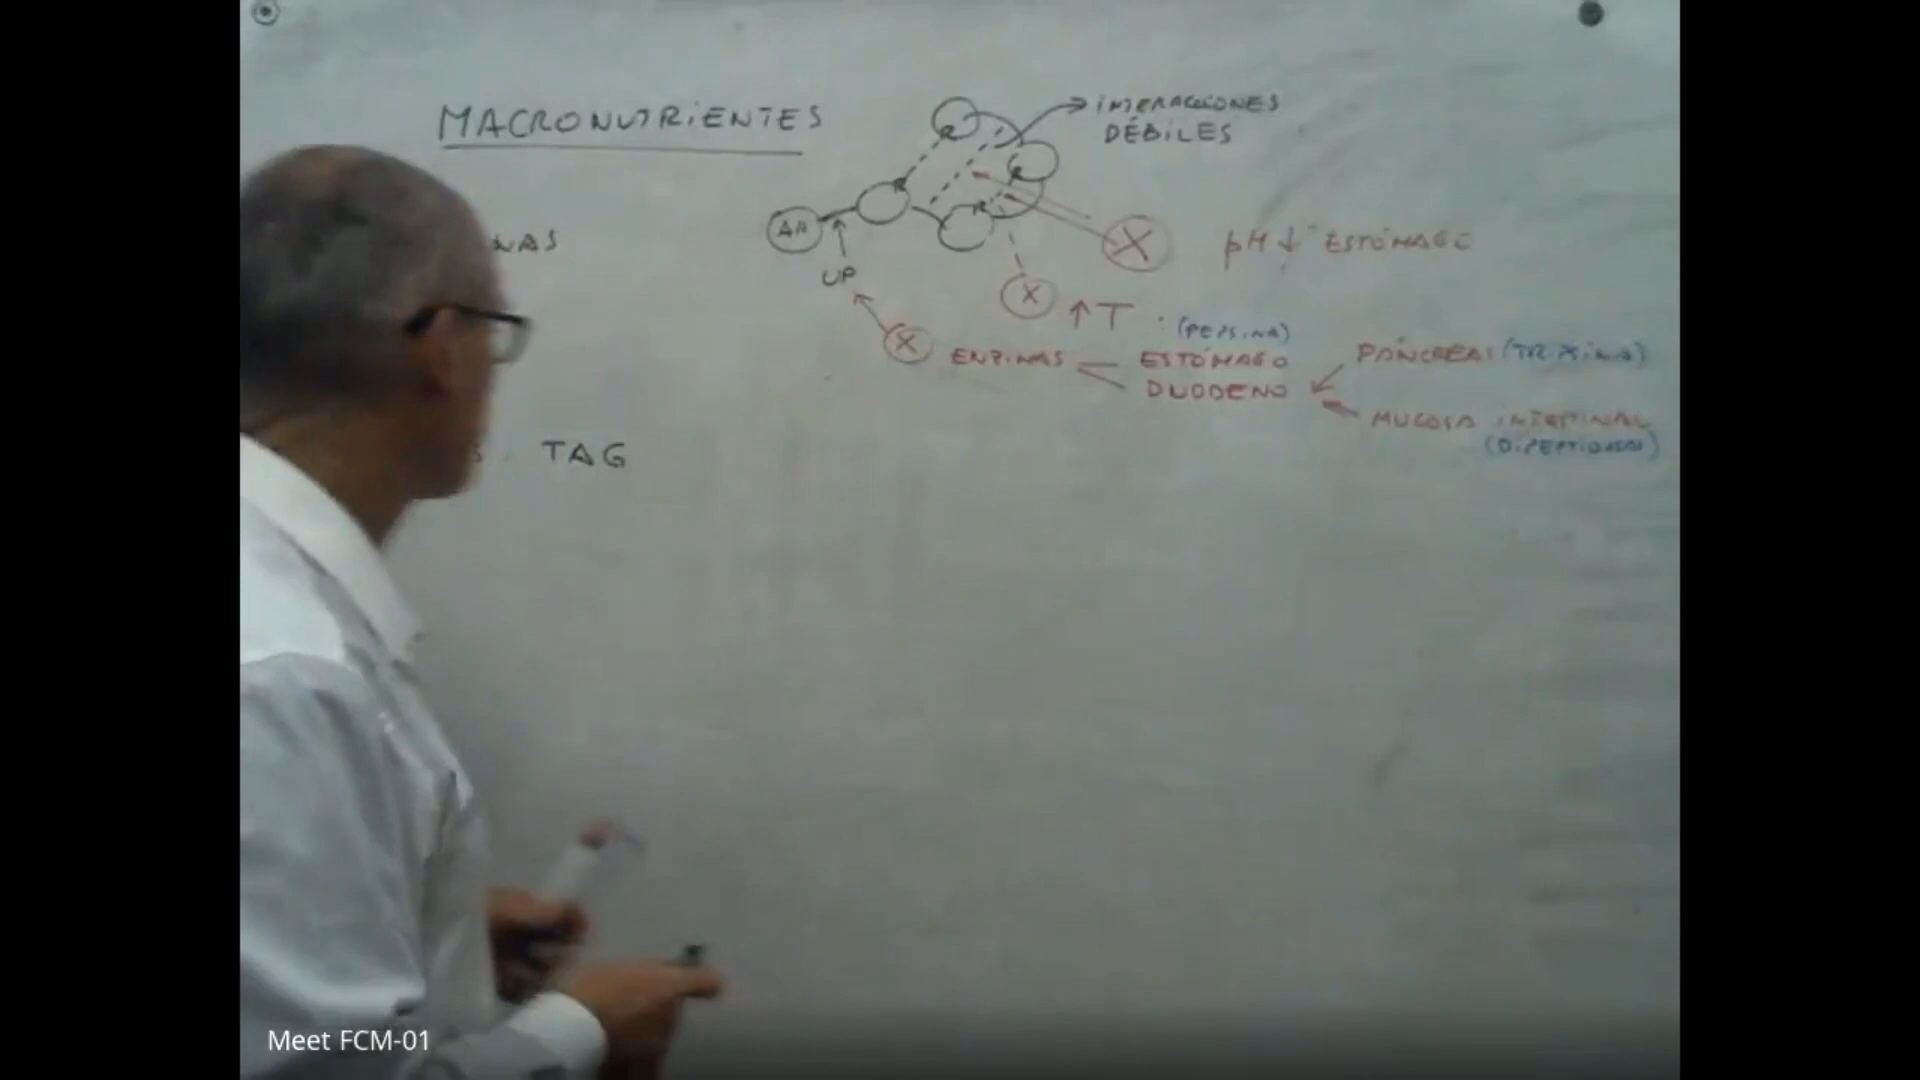 MACRONUTRIENTES
INTERACCIONES
DÉBILES
R
R
R
R
AA
NAS
pH ↓ ESTÓMAGO
UP
X
X
↑T
(PEPSINA)
X ENZIMAS
ESTÓMAGO
PÁNCREAS (TRIPSINA)
DUODENO
MUCOSA INTESTINAL
(DIPEPTIDASAS)
S TAG
Meet FCM-01